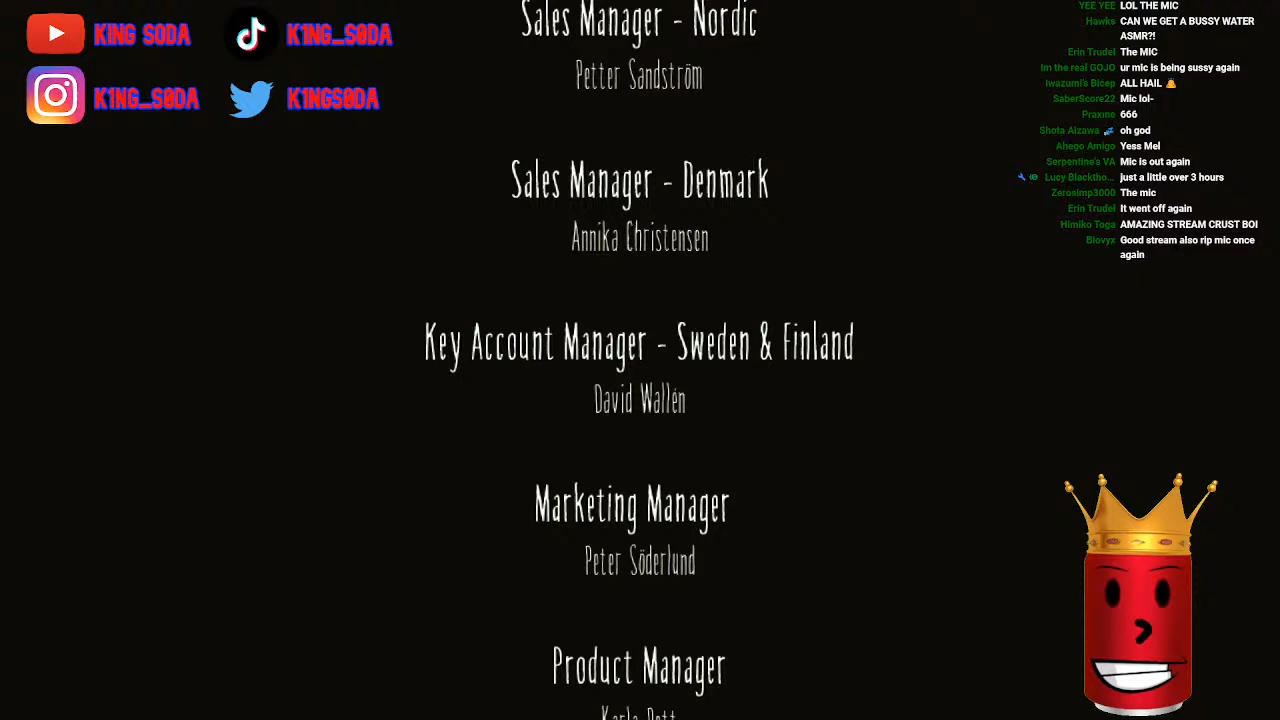 KING SODA
K1NG_S0DA
K1NG_S0DA
K1NGS0DA
Sales Manager - Nordic
Petter Sandström
Sales Manager - Denmark
Annika Christensen
Key Account Manager - Sweden & Finland
David Wallén
Marketing Manager
Peter Söderlund
Product Manager
YEE YEE LOL THE MIC
Hawks CAN WE GET A BUSSY WATER
ASMR?!
Erin Trudel The MIC
Im the real GOJO ur mic is being sussy again
Iwazumi's Bicep ALL HAIL
SaberScore22 Mic lol-
Praxino 666
Shota Aizawa 💤 oh god
Ahego Amigo Yess Mel
Serpentine's VA Mic is out again
Lucy Blacktho... just a little over 3 hours
Zerosimp3000 The mic
Erin Trudel It went off again
Himiko Toga AMAZING STREAM CRUST BOI
Blovyx Good stream also rip mic once
again